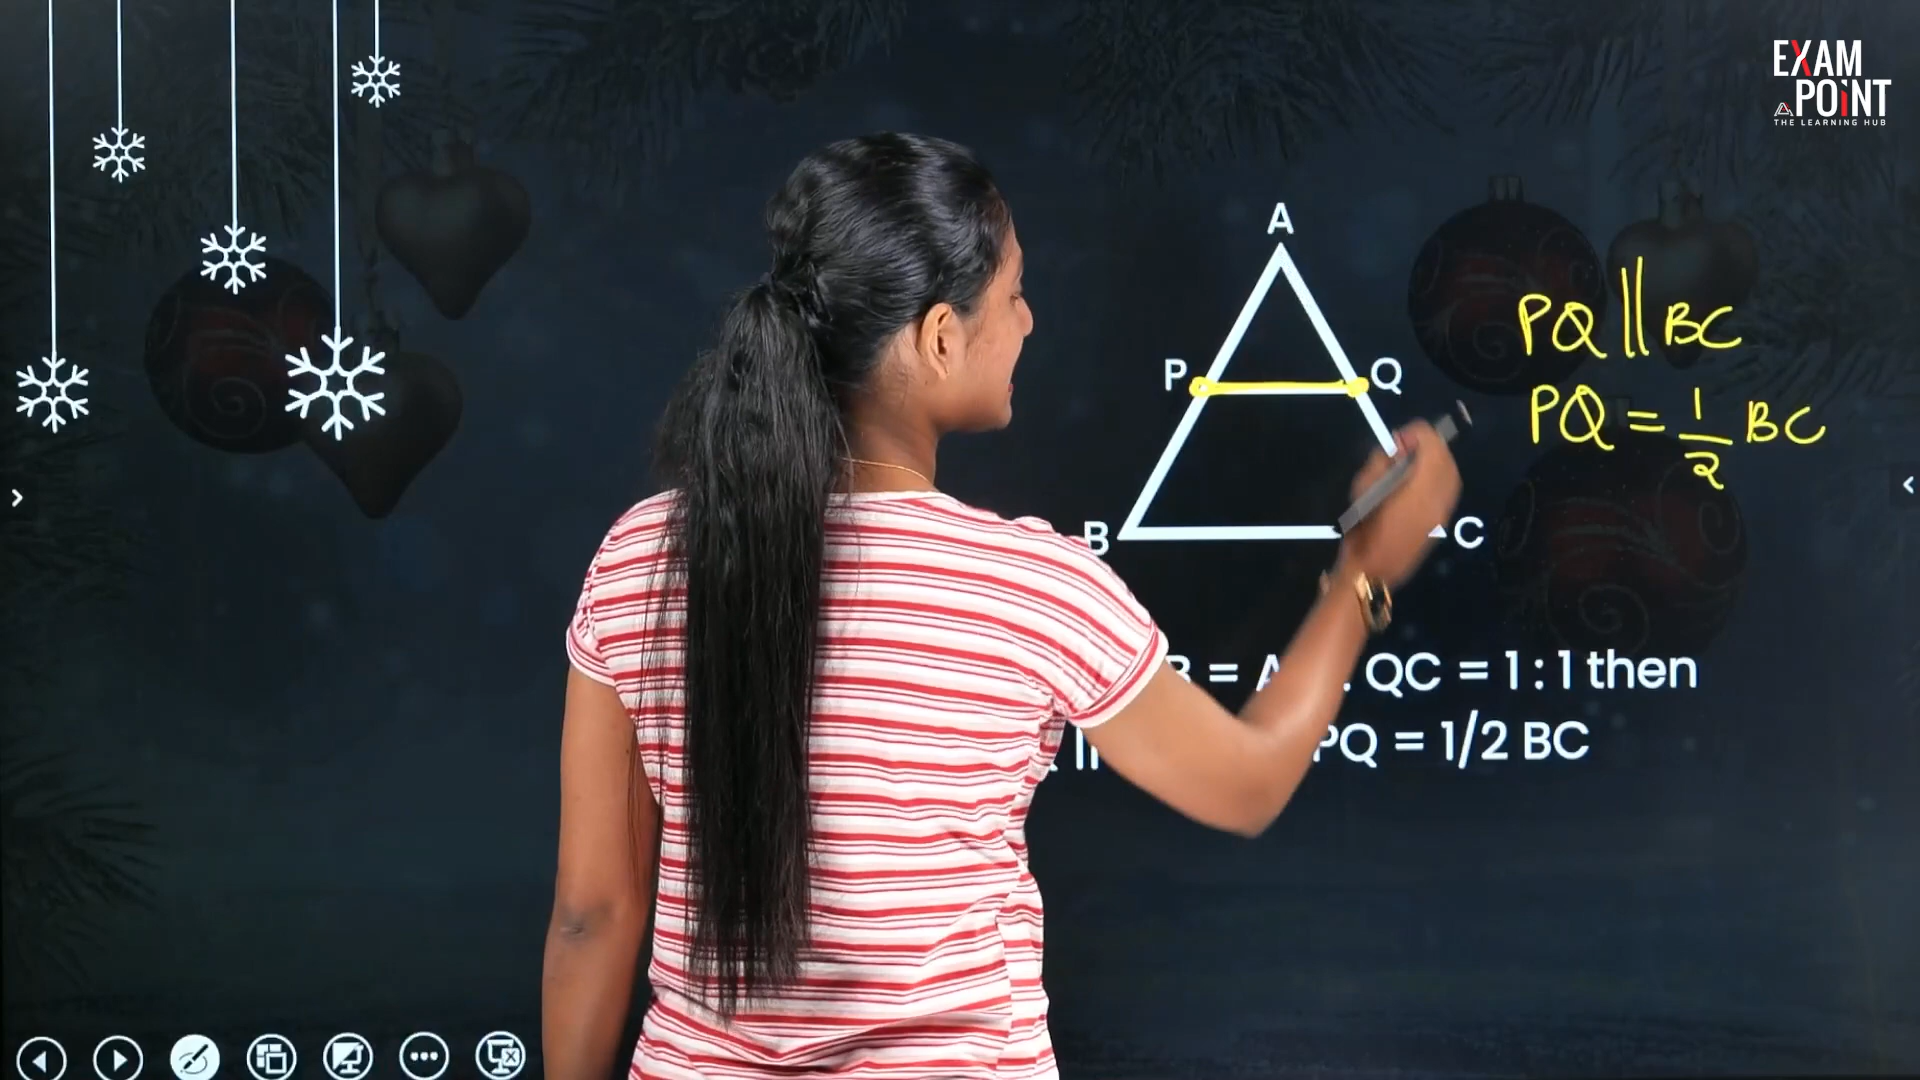 EXAM
POINT
THE LEARNING HUB
A
P
Q
B
C
PQ || BC
PQ = 1/2 BC
= QC = 1 : 1 then
PQ = 1/2 BC